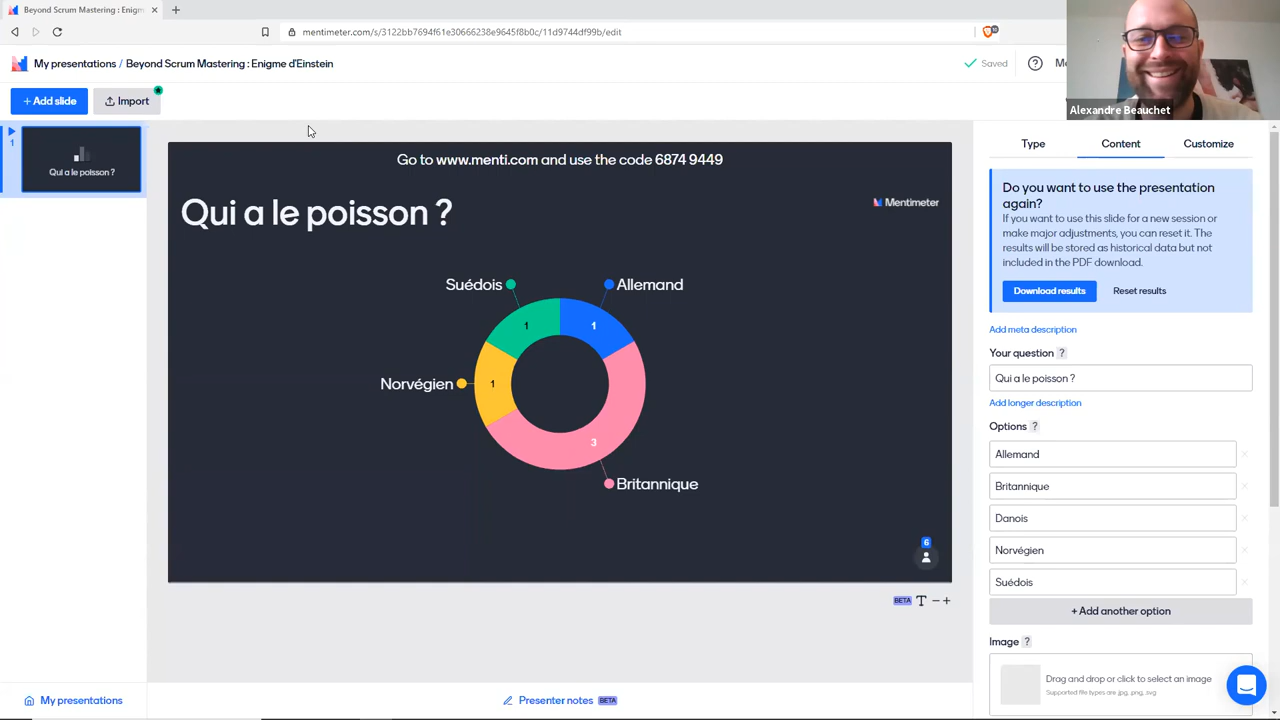 Beyond Scrum Mastering : Enigm
mentimeter.com/s/3122bb7694f61e30666238e9645f8b0c/11d9744df99b/edit
My presentations / Beyond Scrum Mastering : Enigme d'Einstein
Saved
Me
Alexandre Beauchet
+ Add slide
Import
1
Qui a le poisson ?
Go to www.menti.com and use the code 6874 9449
Qui a le poisson ?
Mentimeter
Suédois
Allemand
1
1
Norvégien
1
3
Britannique
6
BETA
T
Type
Content
Customize
Do you want to use the presentation
again?
If you want to use this slide for a new session or
make major adjustments, you can reset it. The
results will be stored as historical data but not
included in the PDF download.
Download results
Reset results
Add meta description
Your question ?
Qui a le poisson ?
Add longer description
Options ?
Allemand
Britannique
Danois
Norvégien
Suédois
+ Add another option
Image ?
Drag and drop or click to select an image
Supported file types are .jpg, .png, .svg
My presentations
Presenter notes BETA